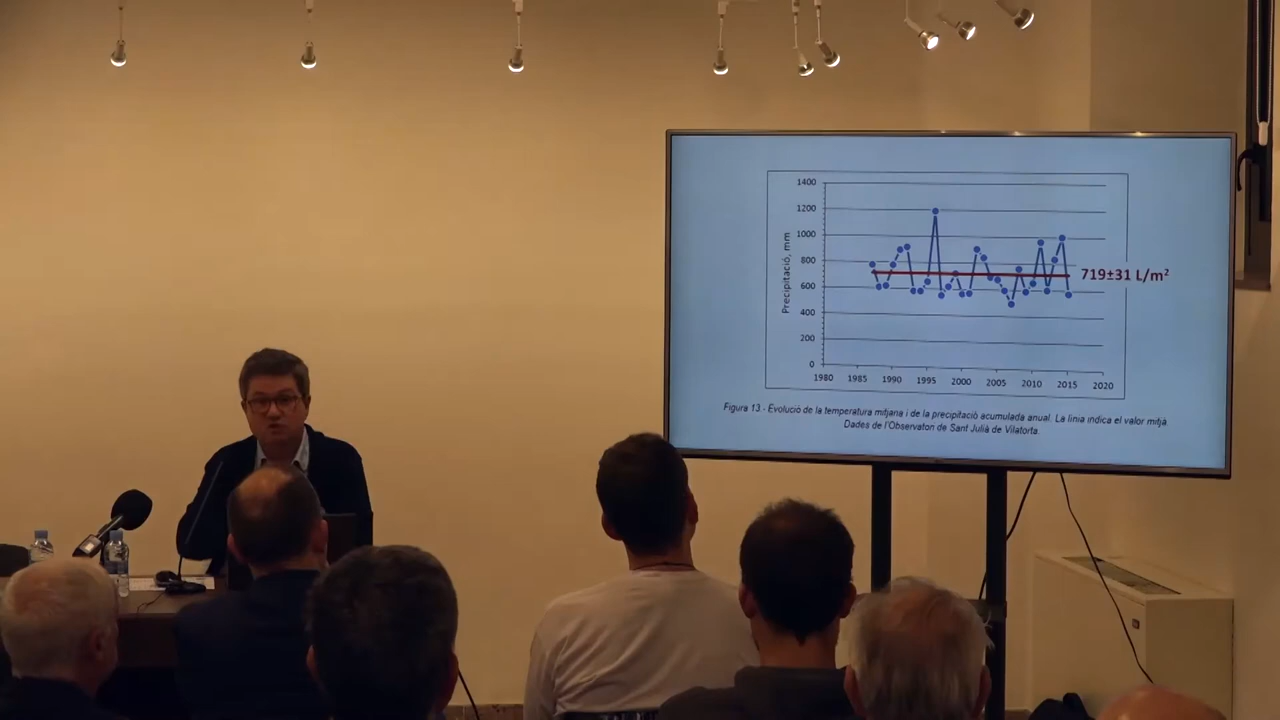 1400
1200
1000
800
600
400
200
0
Precipitació, mm
719±31 L/m²
1980 1985 1990 1995 2000 2005 2010 2015 2020
Figura 13.- Evolució de la temperatura mitjana i de la precipitació acumulada anual. La línia indica el valor mitjà.
Dades de l'Observatori de Sant Julià de Vilatorta.